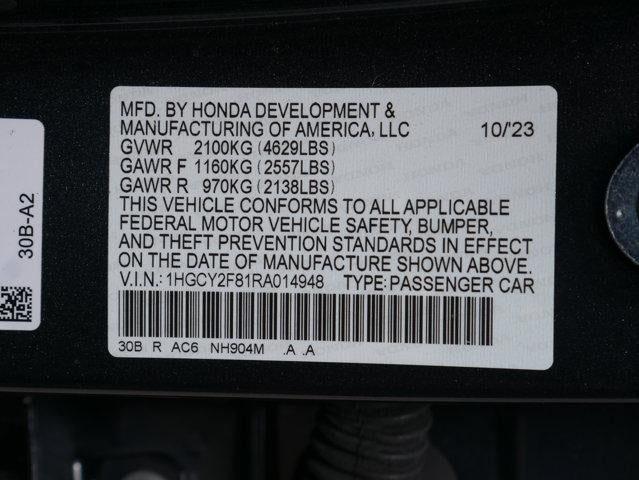 MFD. BY HONDA DEVELOPMENT &
MANUFACTURING OF AMERICA, LLC 10/'23
GVWR 2100KG (4629LBS)
GAWR F 1160KG (2557LBS)
GAWR R 970KG (2138LBS)
THIS VEHICLE CONFORMS TO ALL APPLICABLE
FEDERAL MOTOR VEHICLE SAFETY, BUMPER,
AND THEFT PREVENTION STANDARDS IN EFFECT
ON THE DATE OF MANUFACTURE SHOWN ABOVE.
V.I.N.: 1HGCY2F81RA014948 TYPE: PASSENGER CAR
30B R AC6 NH904M .A .A
30B-A2